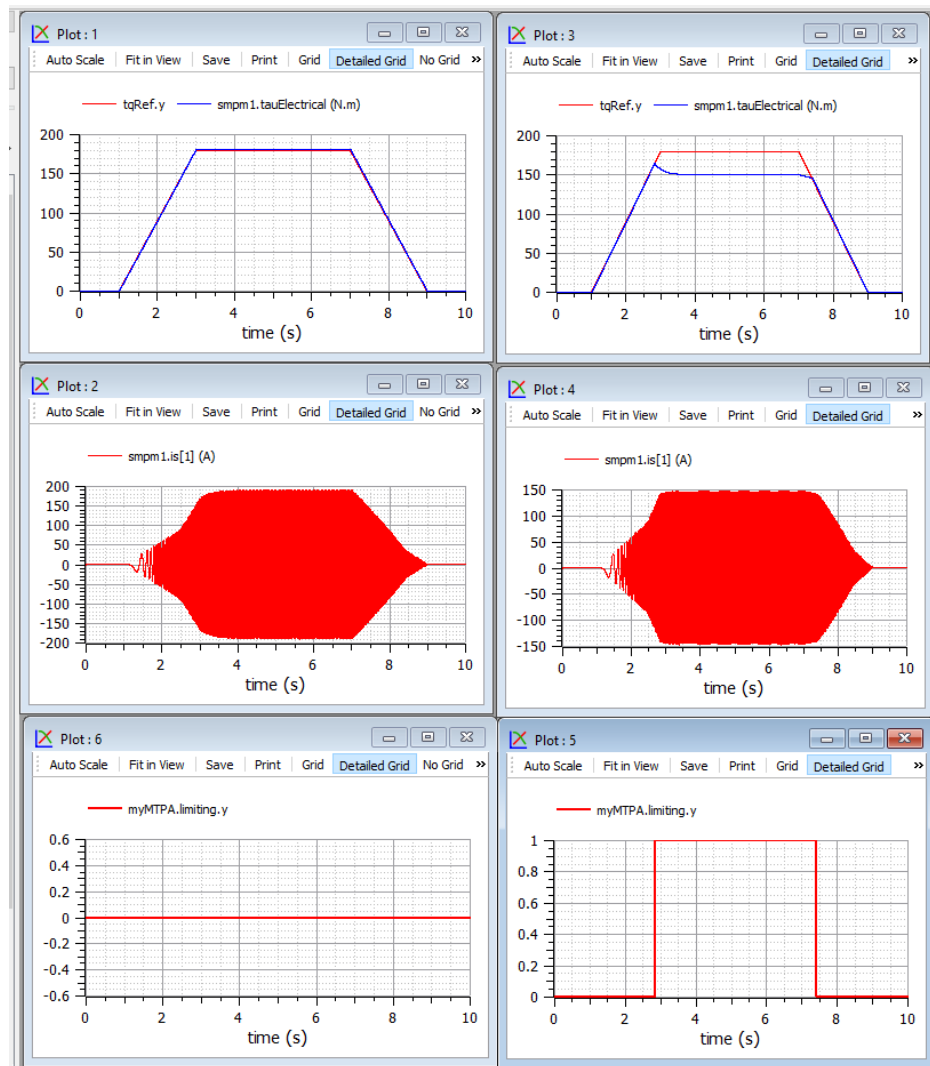 Plot : 1
Auto Scale Fit in View Save Print Grid Detailed Grid No Grid »
tqRef.y smpm1.tauElectrical (N.m)
200
150
100
50
0
0 2 4 6 8 10
time (s)
Plot : 3
Auto Scale Fit in View Save Print Grid Detailed Grid »
tqRef.y smpm1.tauElectrical (N.m)
200
150
100
50
0
0 2 4 6 8 10
time (s)
Plot : 2
Auto Scale Fit in View Save Print Grid Detailed Grid No Grid »
smpm1.is[1] (A)
200
150
100
50
0
-50
-100
-150
-200
0 2 4 6 8 10
time (s)
Plot : 4
Auto Scale Fit in View Save Print Grid Detailed Grid »
smpm1.is[1] (A)
150
100
50
0
-50
-100
-150
0 2 4 6 8 10
time (s)
Plot : 6
Auto Scale Fit in View Save Print Grid Detailed Grid No Grid »
myMTPA.limiting.y
0.6
0.4
0.2
0
-0.2
-0.4
-0.6
0 2 4 6 8 10
time (s)
Plot : 5
Auto Scale Fit in View Save Print Grid Detailed Grid »
myMTPA.limiting.y
1
0.8
0.6
0.4
0.2
0
0 2 4 6 8 10
time (s)